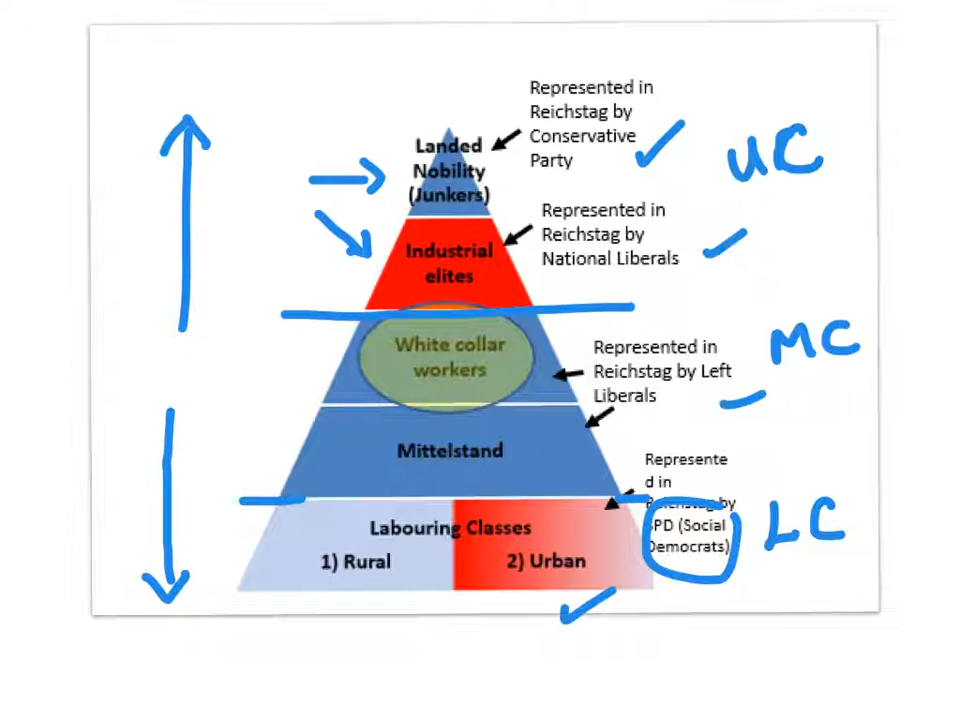 Represented in
Reichstag by
Conservative
Party
UC
Landed
Nobility
(Junkers)
Represented in
Reichstag by
National Liberals
Industrial
elites
MC
White collar
workers
Represented in
Reichstag by Left
Liberals
Mittelstand
Represente
d in
Reichstag by
SPD (Social
Democrats)
LC
Labouring Classes
1) Rural
2) Urban